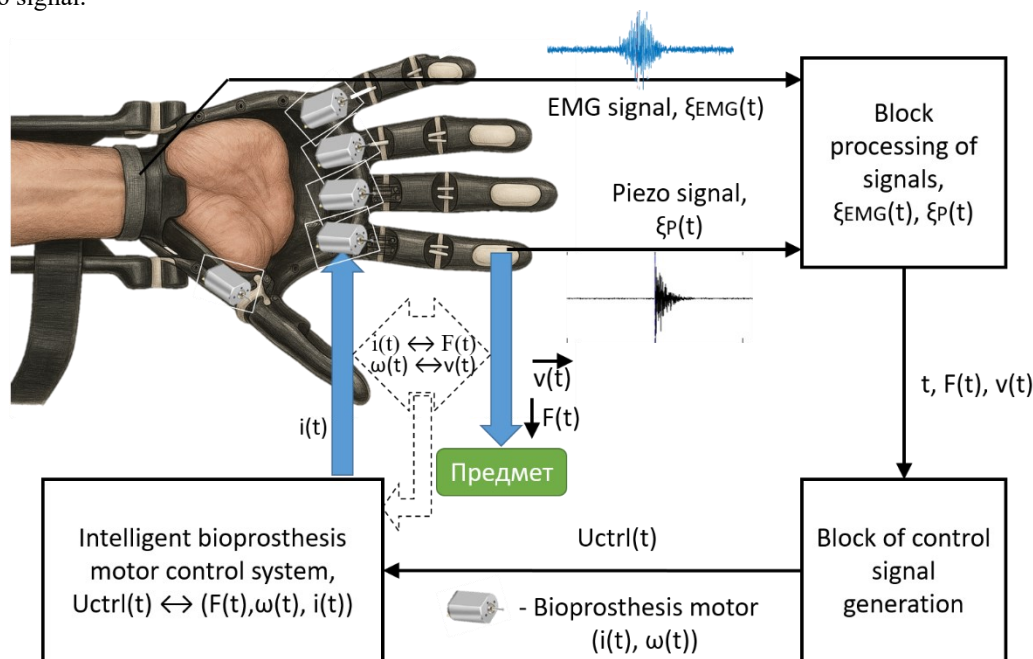 o signal.
EMG signal, ξEMG(t)
Block
processing of
signals,
ξEMG(t), ξP(t)
Piezo signal,
ξP(t)
i(t) ↔ F(t)
ω(t) ↔ v(t)
v(t)
F(t)
i(t)
t, F(t), v(t)
Предмет
Intelligent bioprosthesis
motor control system,
Uctrl(t) ↔ (F(t),ω(t), i(t))
Uctrl(t)
Block of control
signal
generation
- Bioprosthesis motor
(i(t), ω(t))